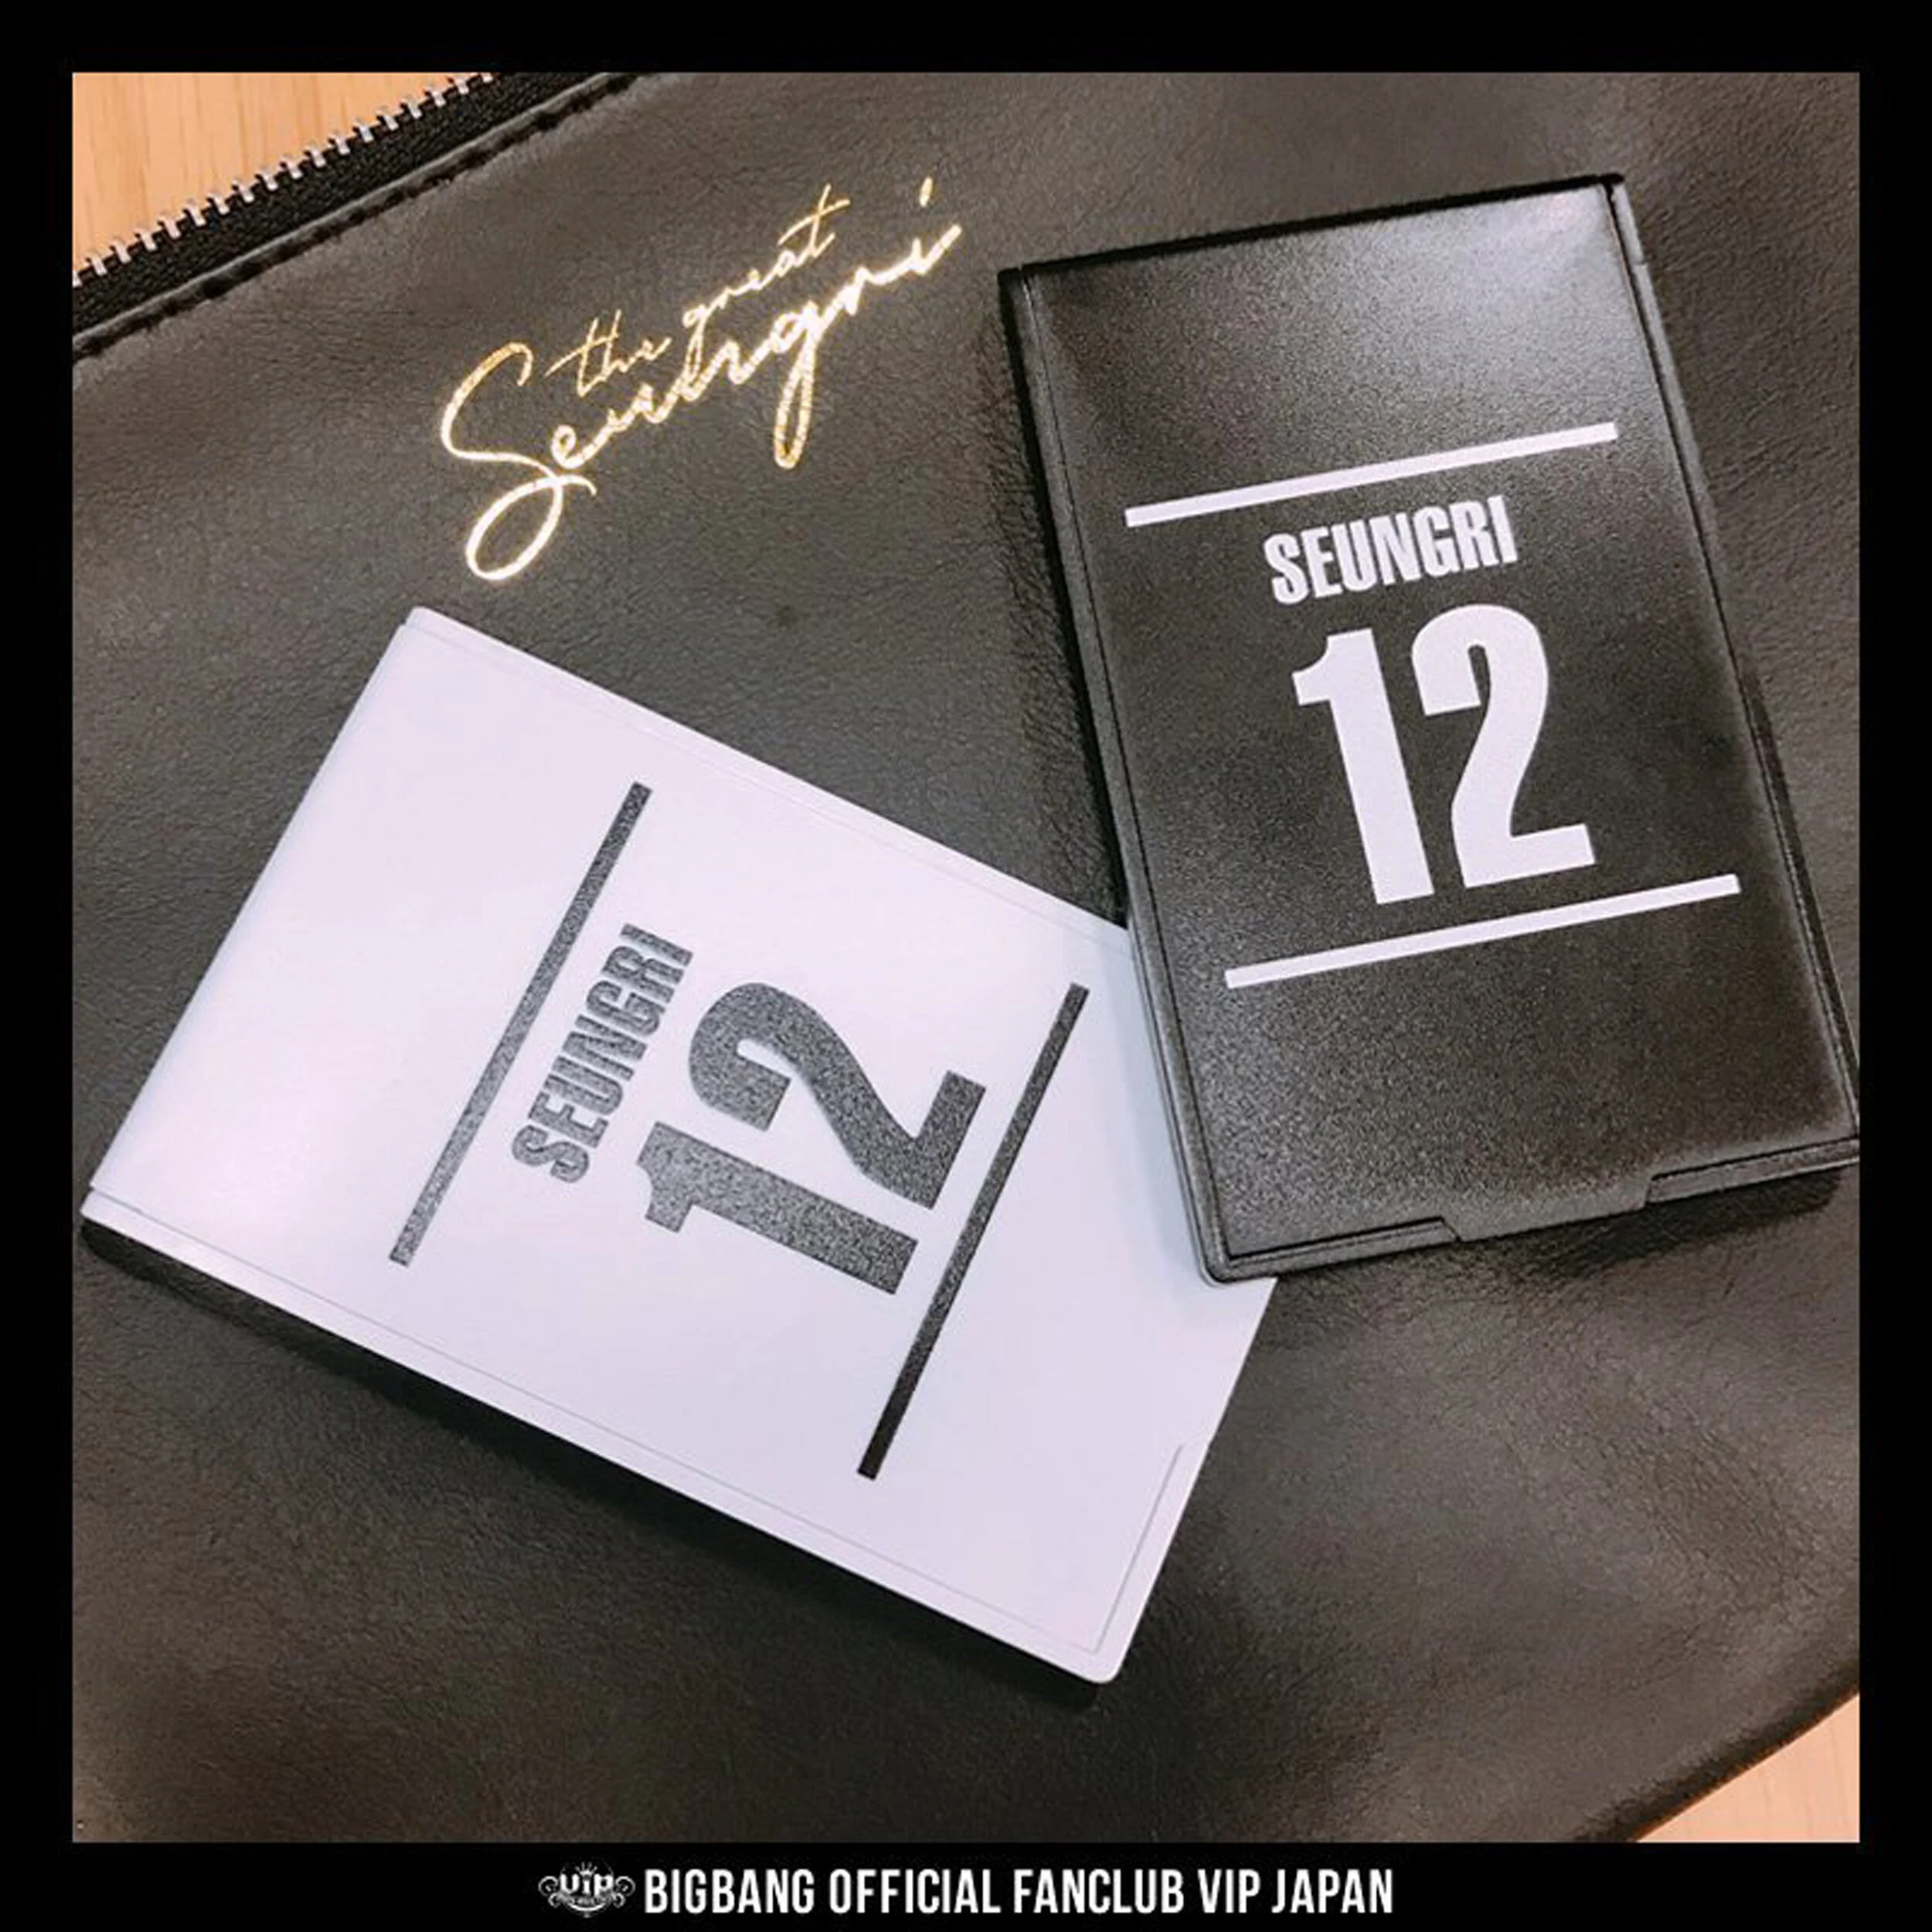 the great
Seungri
SEUNGRI
12
SEUNGRI
12
vip BIGBANG OFFICIAL FANCLUB VIP JAPAN